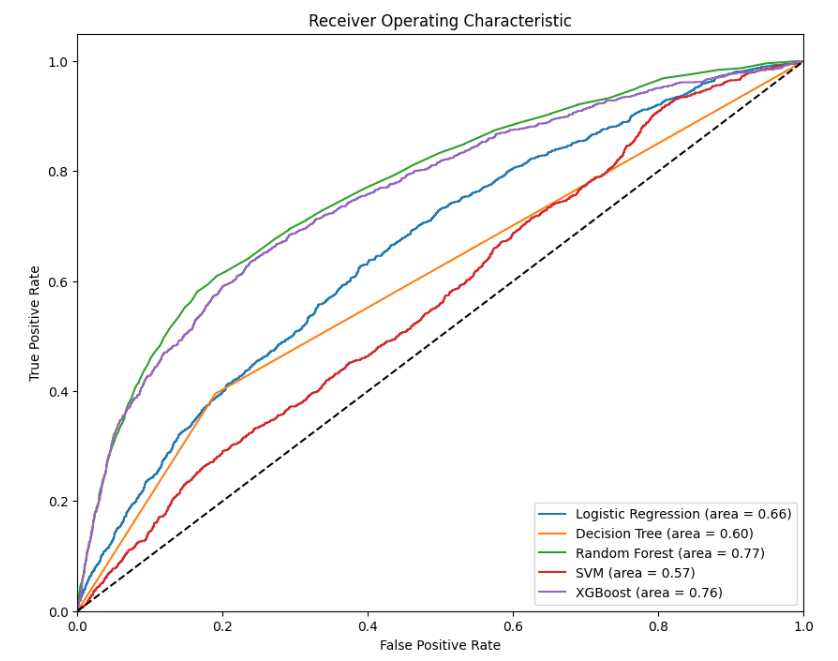 Receiver Operating Characteristic
True Positive Rate
1.0
0.8
0.6
0.4
0.2
0.0
Logistic Regression (area = 0.66)
Decision Tree (area = 0.60)
Random Forest (area = 0.77)
SVM (area = 0.57)
XGBoost (area = 0.76)
0.0 0.2 0.4 0.6 0.8 1.0
False Positive Rate